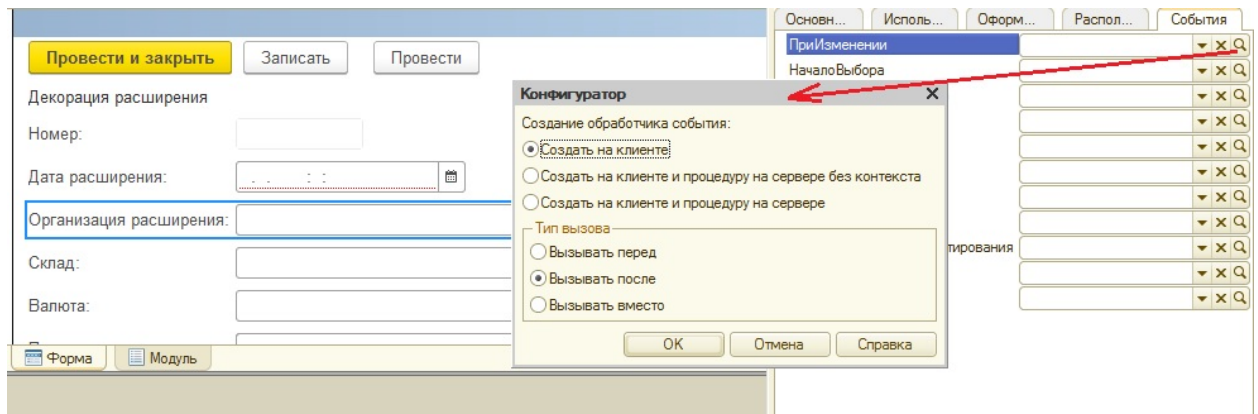 Основн...
Исполь...
Оформ...
Распол...
События
Провести и закрыть
Записать
Провести
Декорация расширения
Номер:
Дата расширения:
. . : :
Организация расширения:
Склад:
Валюта:
Форма
Модуль
ПриИзменении
НачалоВыбора
тирования
Конфигуратор
Создание обработчика события:
Создать на клиенте
Создать на клиенте и процедуру на сервере без контекста
Создать на клиенте и процедуру на сервере
Тип вызова
Вызывать перед
Вызывать после
Вызывать вместо
ОК
Отмена
Справка